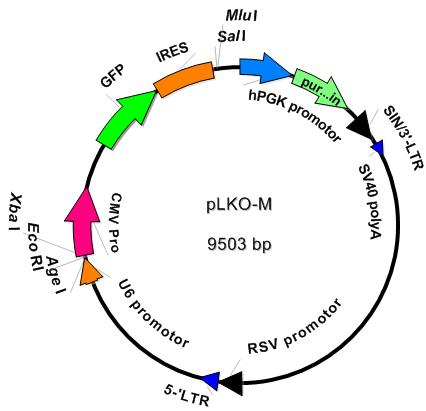 MluI
SalI
IRES
GFP
pur...in
hPGK promotor
SIN/3'-LTR
SV40 polyA
CMV Pro
XbaI
EcoRI
AgeI
pLKO-M
9503 bp
U6 promotor
RSV promotor
5-'LTR